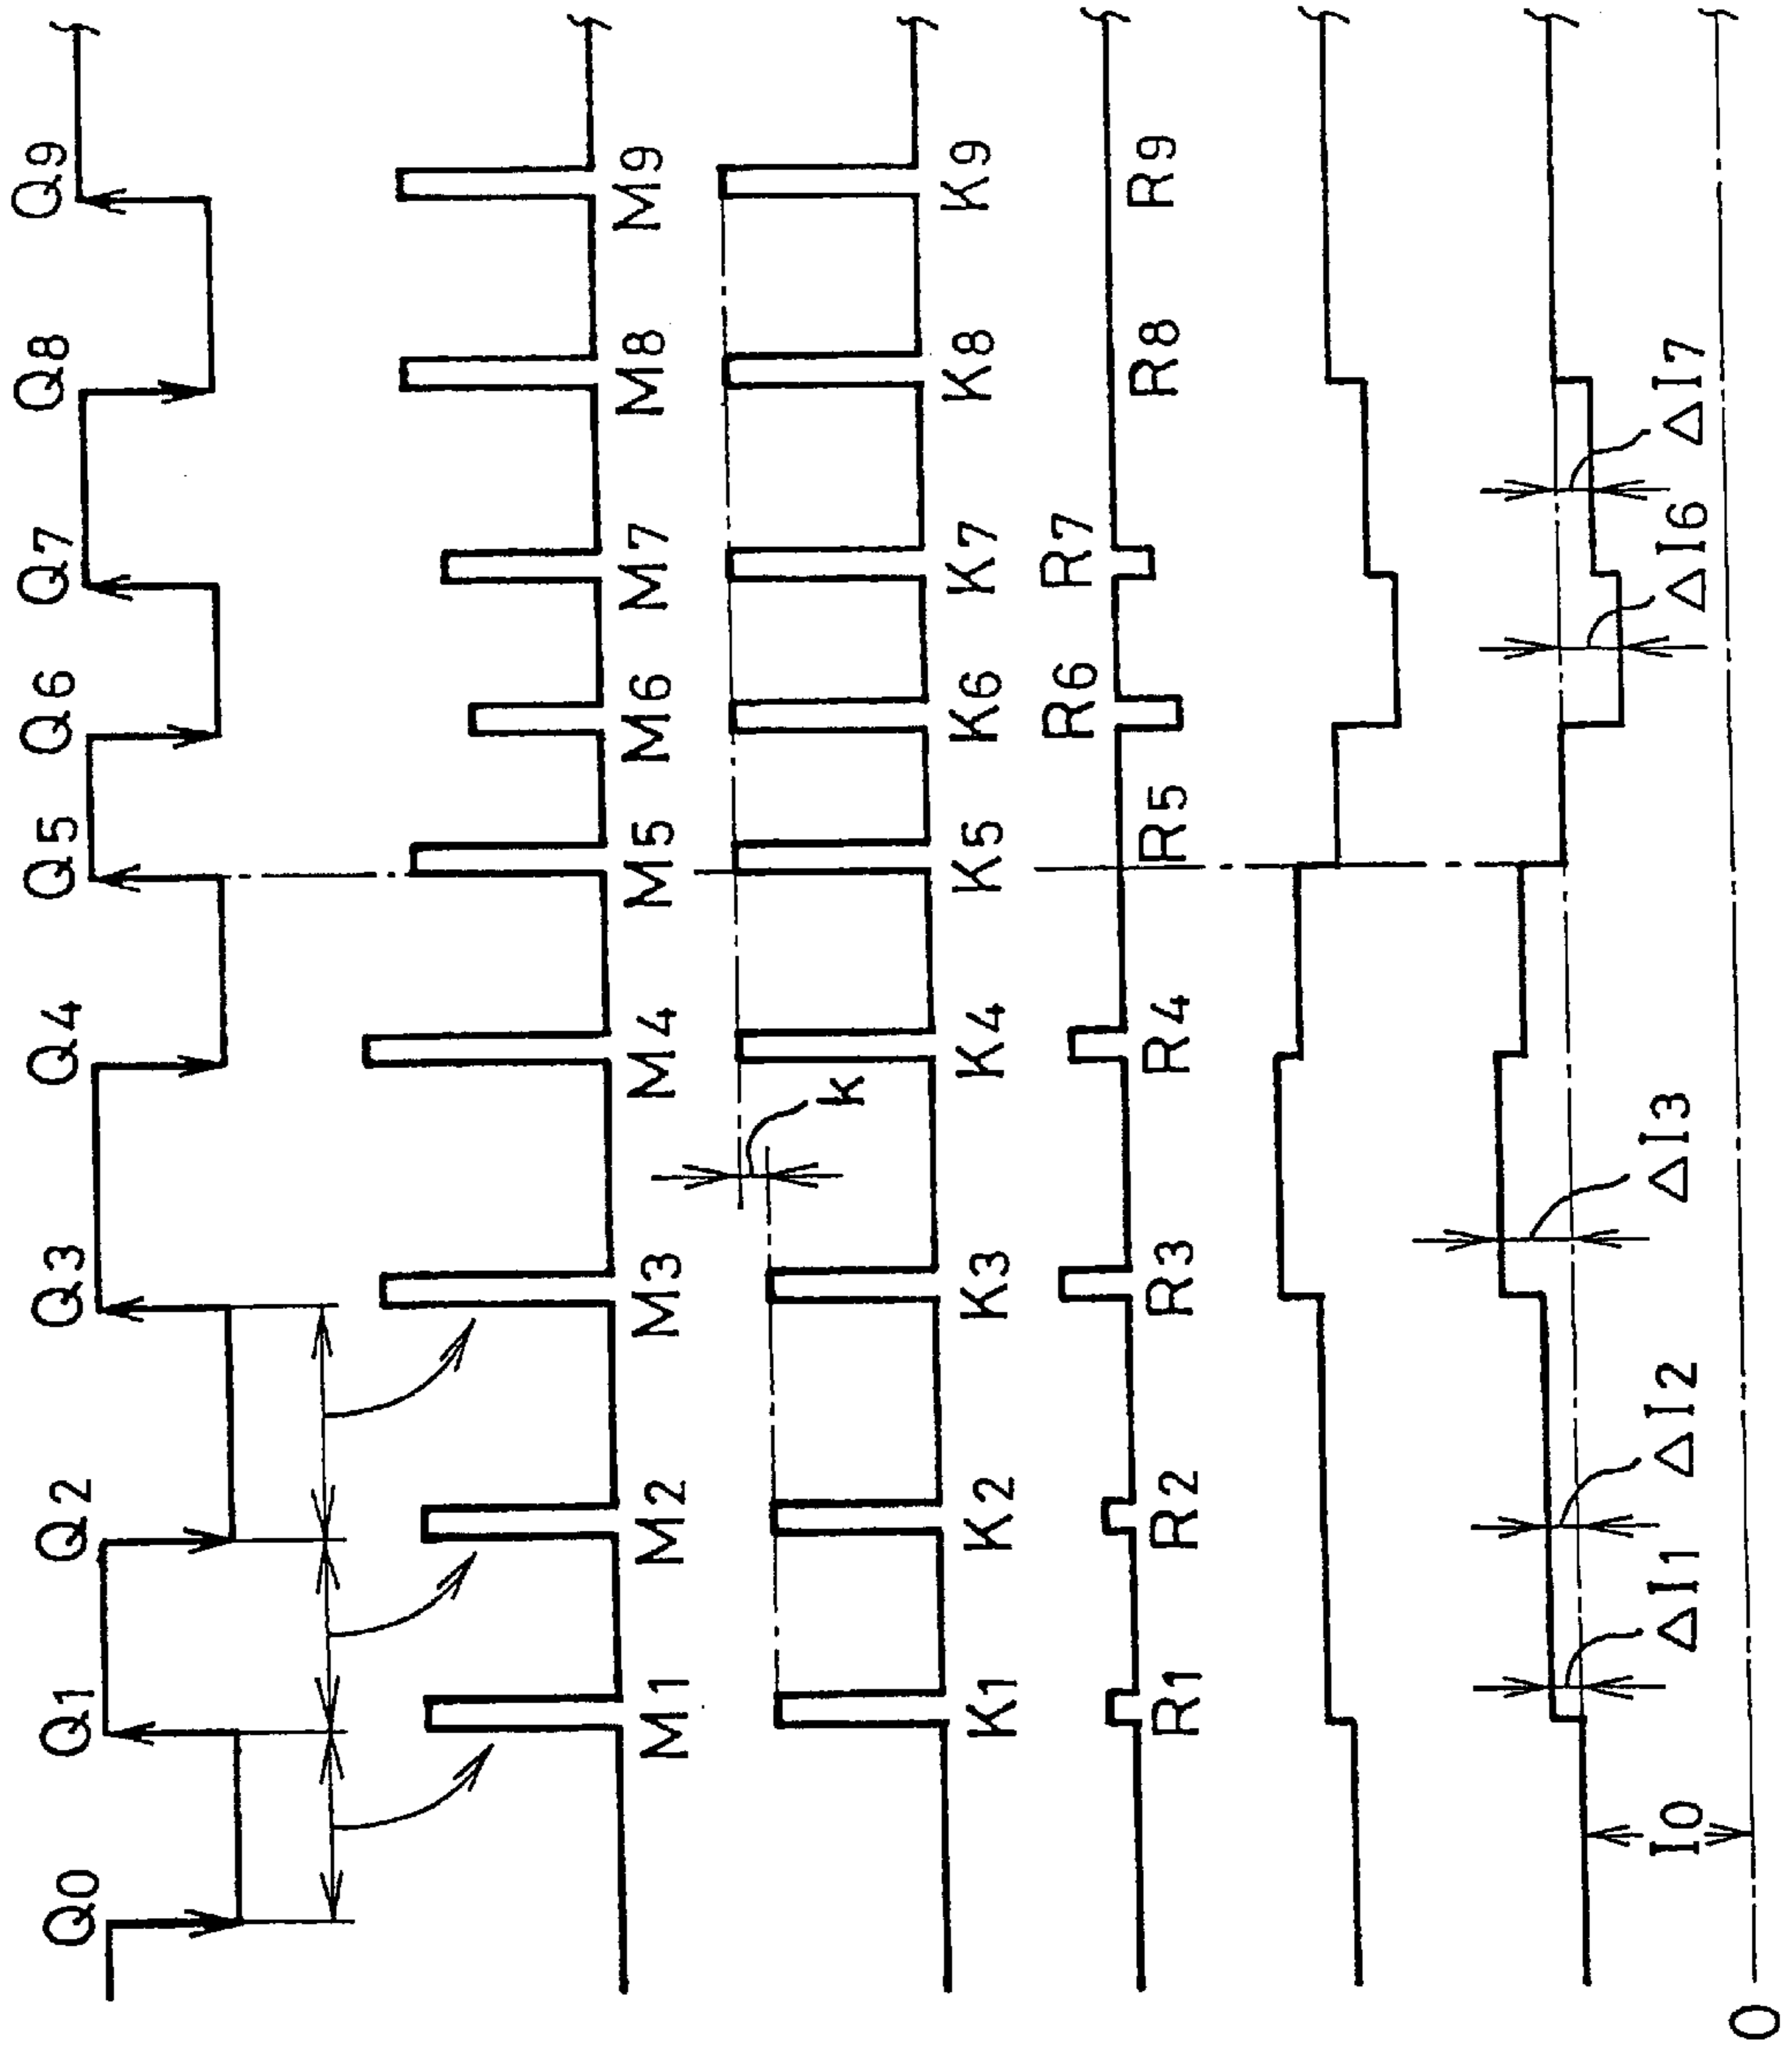 Q0 Q1 Q2 Q3 Q4 Q5 Q6 Q7 Q8 Q9
M1 M2 M3 M4 M5 M6 M7 M8 M9
k
K1 K2 K3 K4 K5 K6 K7 K8 K9
R1 R2 R3 R4 R5 R6 R7 R8 R9
I0 ΔI1 ΔI2 ΔI3 ΔI6 ΔI7
0